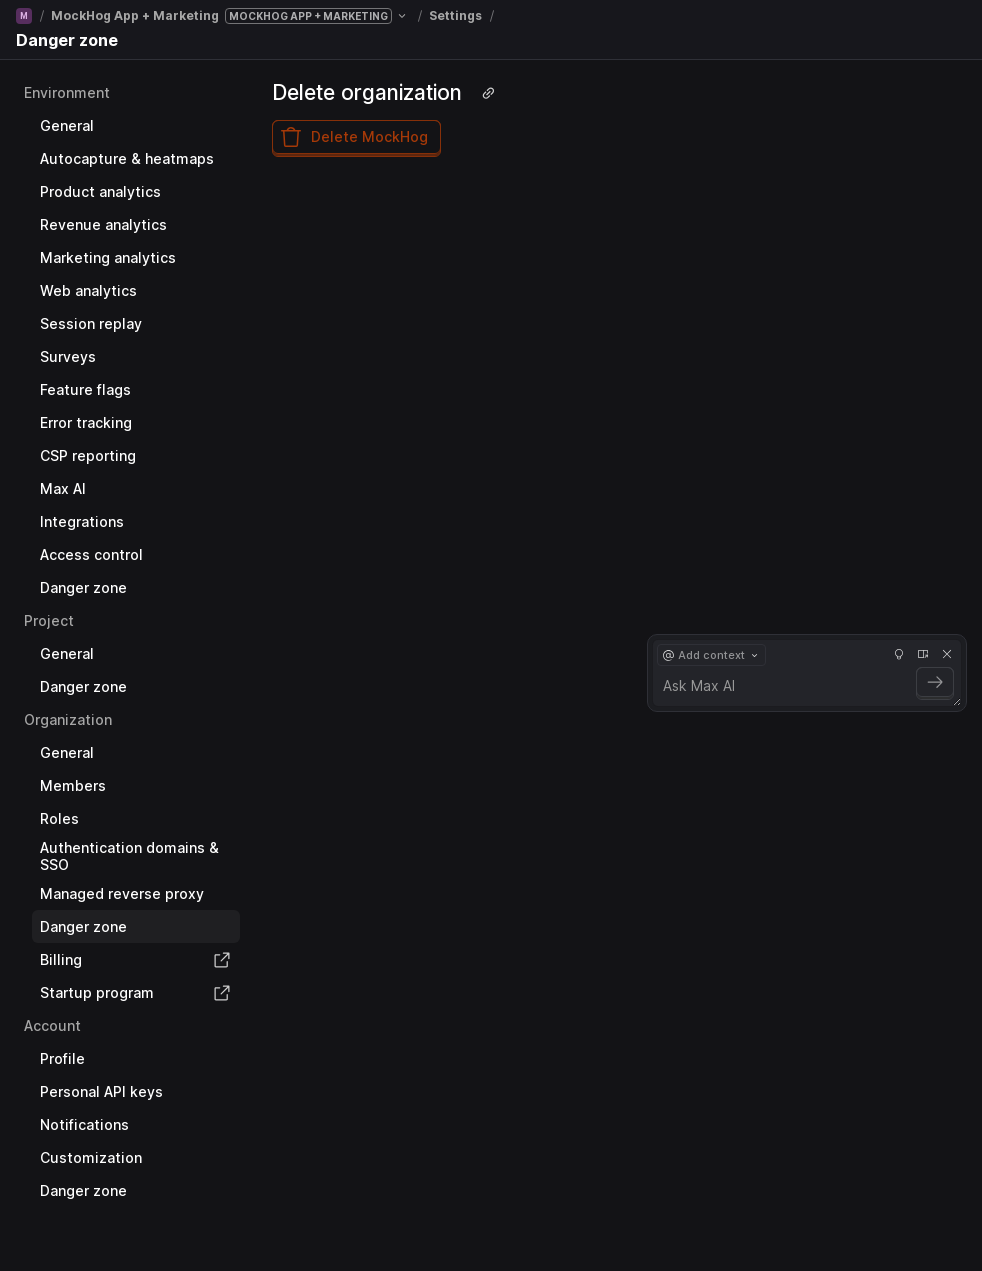 M / MockHog App + Marketing MOCKHOG APP + MARKETING / Settings /
Danger zone
Environment
General
Autocapture & heatmaps
Product analytics
Revenue analytics
Marketing analytics
Web analytics
Session replay
Surveys
Feature flags
Error tracking
CSP reporting
Max AI
Integrations
Access control
Danger zone
Project
General
Danger zone
Organization
General
Members
Roles
Authentication domains &
SSO
Managed reverse proxy
Danger zone
Billing
Startup program
Account
Profile
Personal API keys
Notifications
Customization
Danger zone
Delete organization
Delete MockHog
@ Add context
Ask Max AI